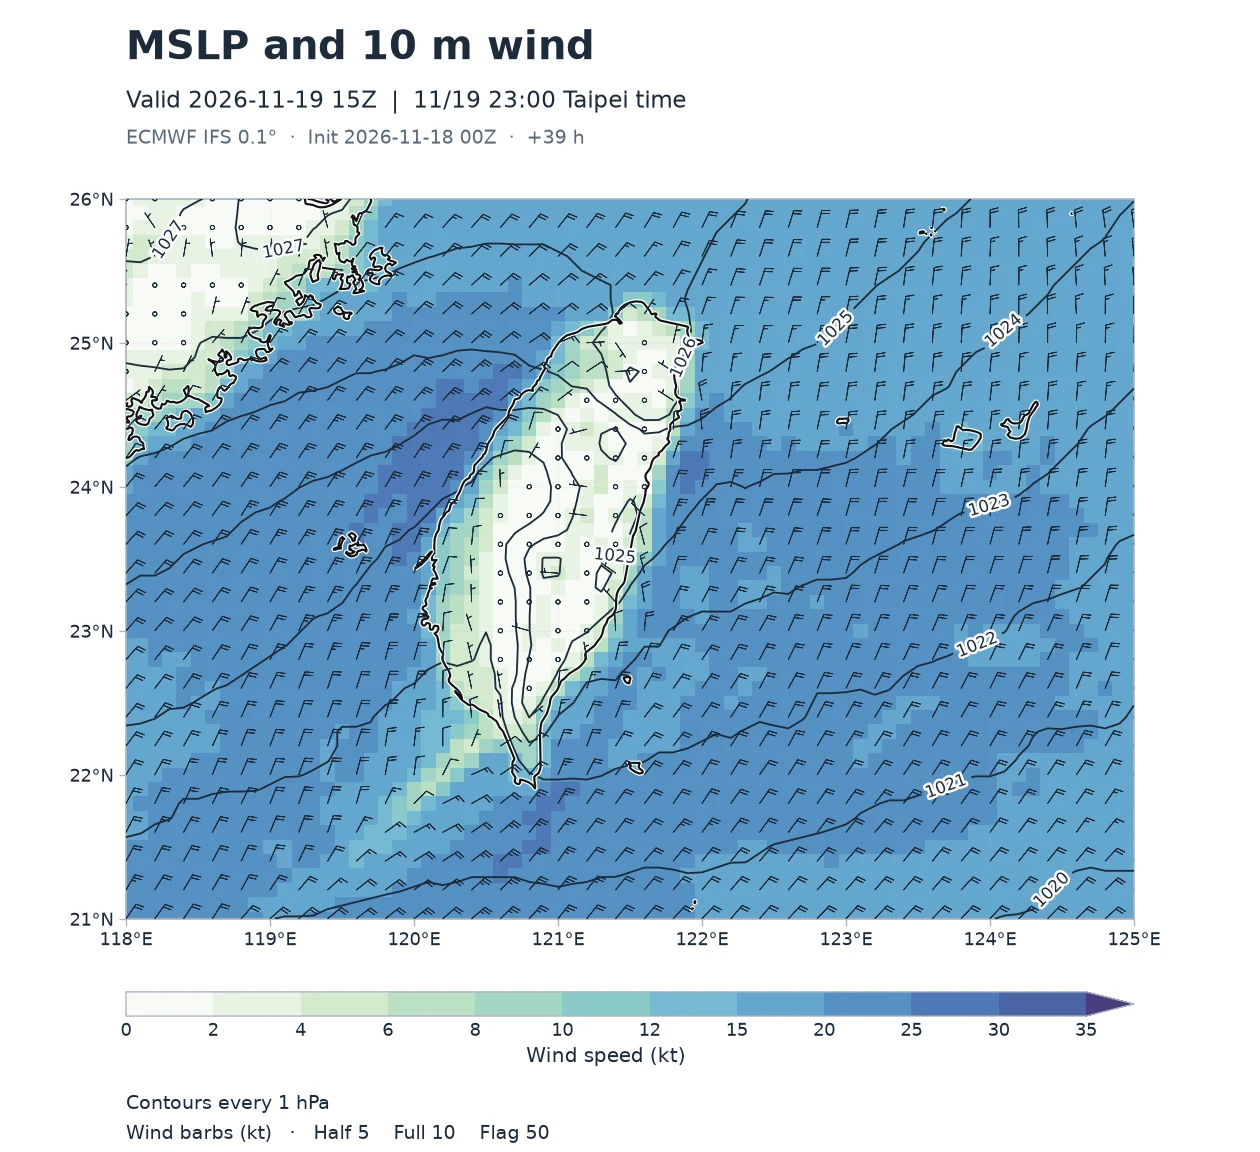 MSLP and 10 m wind
Valid 2026-11-19 15Z | 11/19 23:00 Taipei time
ECMWF IFS 0.1° · Init 2026-11-18 00Z · +39 h
26°N
25°N
24°N
23°N
22°N
21°N
1027
1027
1026
1025
1024
1023
1025
1022
1021
1020
118°E 119°E 120°E 121°E 122°E 123°E 124°E 125°E
0 2 4 6 8 10 12 15 20 25 30 35
Wind speed (kt)
Contours every 1 hPa
Wind barbs (kt) · Half 5 Full 10 Flag 50